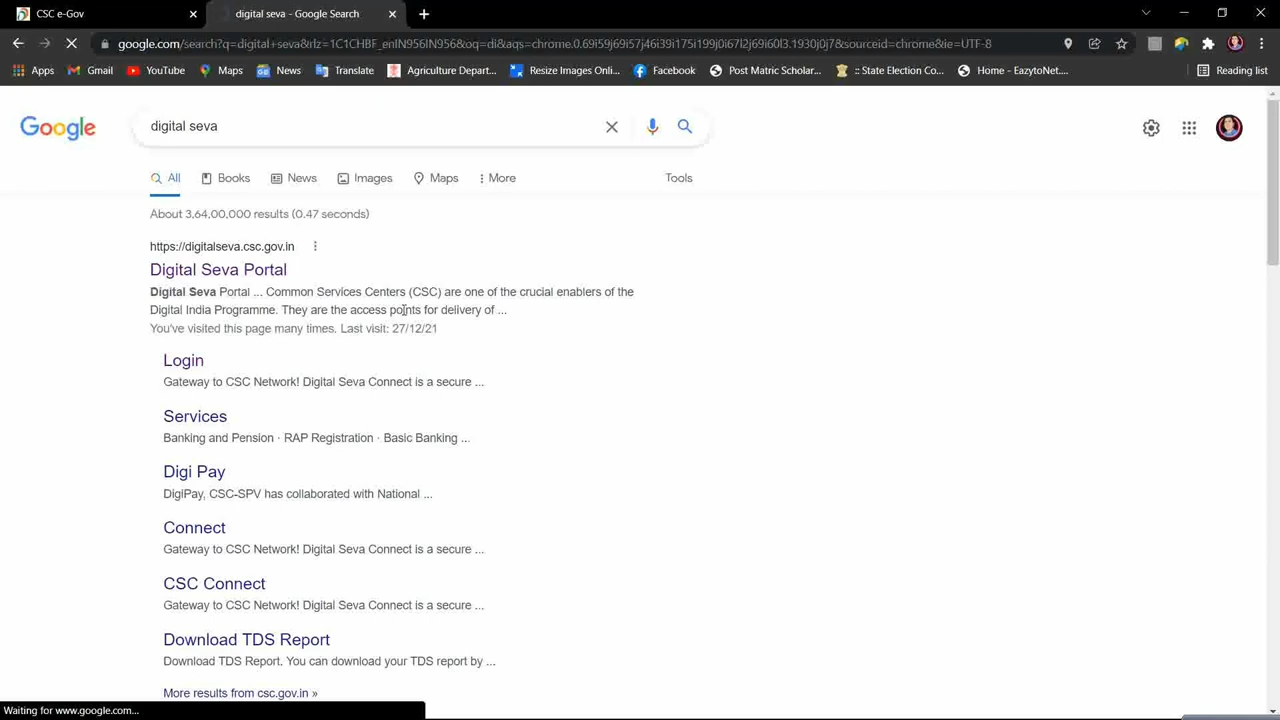 CSC e-Gov
digital seva - Google Search
google.com/search?q=digital+seva&rlz=1C1CHBF_enIN956IN956&oq=di&aqs=chrome.0.69i59j69i57j46i39i175i199j0i67l2j69i60l3.1930j0j7&sourceid=chrome&ie=UTF-8
Apps
Gmail
YouTube
Maps
News
Translate
Agriculture Depart...
Resize Images Onli...
Facebook
Post Matric Scholar...
:: State Election Co...
Home - EazytoNet....
Reading list
Google
digital seva
All
Books
News
Images
Maps
More
Tools
About 3,64,00,000 results (0.47 seconds)
https://digitalseva.csc.gov.in
Digital Seva Portal
Digital Seva Portal ... Common Services Centers (CSC) are one of the crucial enablers of the
Digital India Programme. They are the access points for delivery of ...
You've visited this page many times. Last visit: 27/12/21
Login
Gateway to CSC Network! Digital Seva Connect is a secure ...
Services
Banking and Pension · RAP Registration · Basic Banking ...
Digi Pay
DigiPay, CSC-SPV has collaborated with National ...
Connect
Gateway to CSC Network! Digital Seva Connect is a secure ...
CSC Connect
Gateway to CSC Network! Digital Seva Connect is a secure ...
Download TDS Report
Download TDS Report. You can download your TDS report by ...
More results from csc.gov.in »
Waiting for www.google.com...